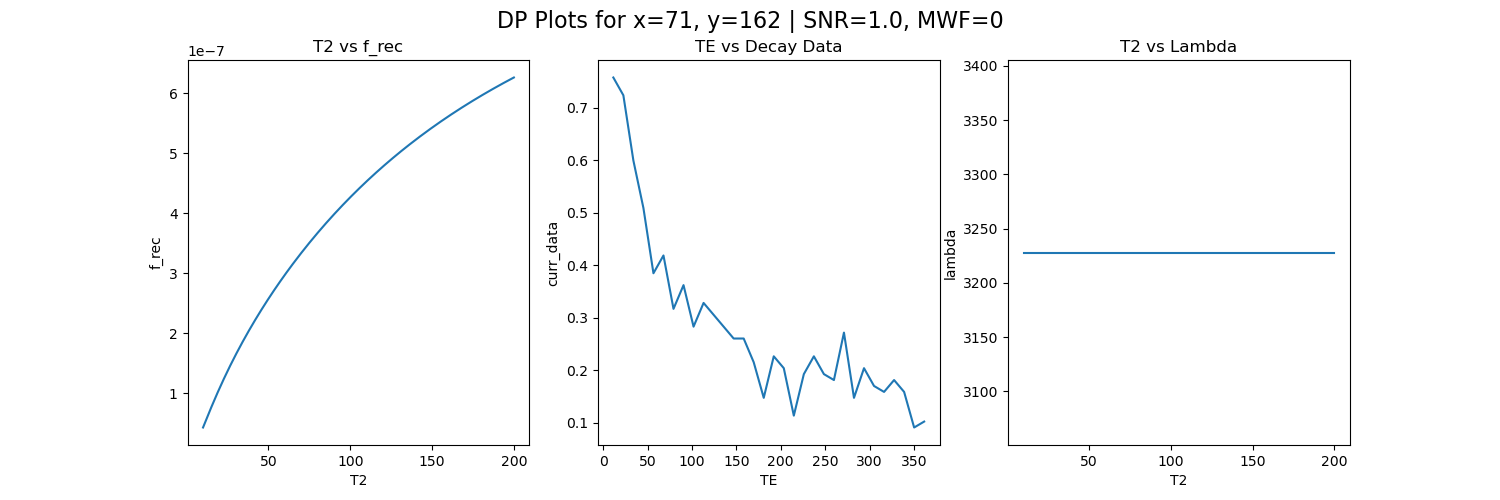 DP Plots for x=71, y=162 | SNR=1.0, MWF=0
T2 vs f_rec
1e−7
6
5
4
3
2
1
f_rec
50 100 150 200
T2
TE vs Decay Data
0.7
0.6
0.5
0.4
0.3
0.2
0.1
curr_data
0 50 100 150 200 250 300 350
TE
T2 vs Lambda
3400
3350
3300
3250
3200
3150
3100
lambda
50 100 150 200
T2